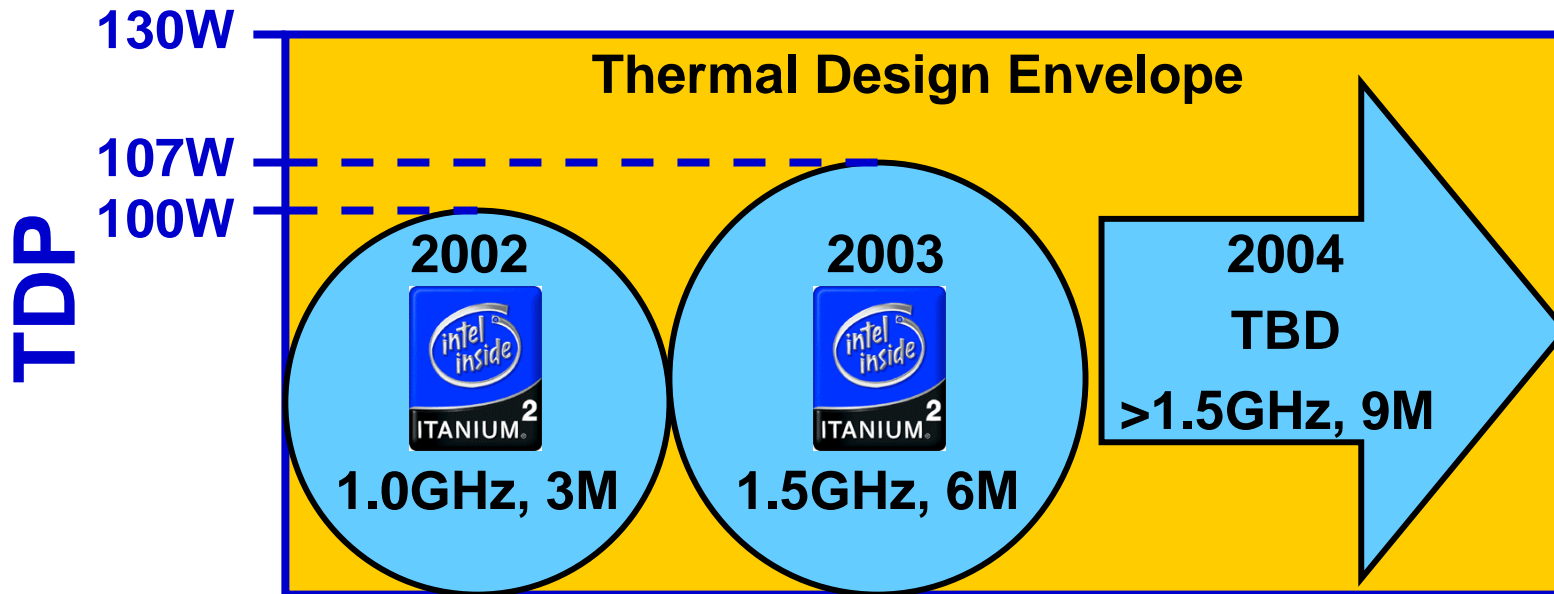 130W
Thermal Design Envelope
107W
100W
TDP
2002
intel
inside
ITANIUM® 2
1.0GHz, 3M
2003
intel
inside
ITANIUM® 2
1.5GHz, 6M
2004
TBD
>1.5GHz, 9M